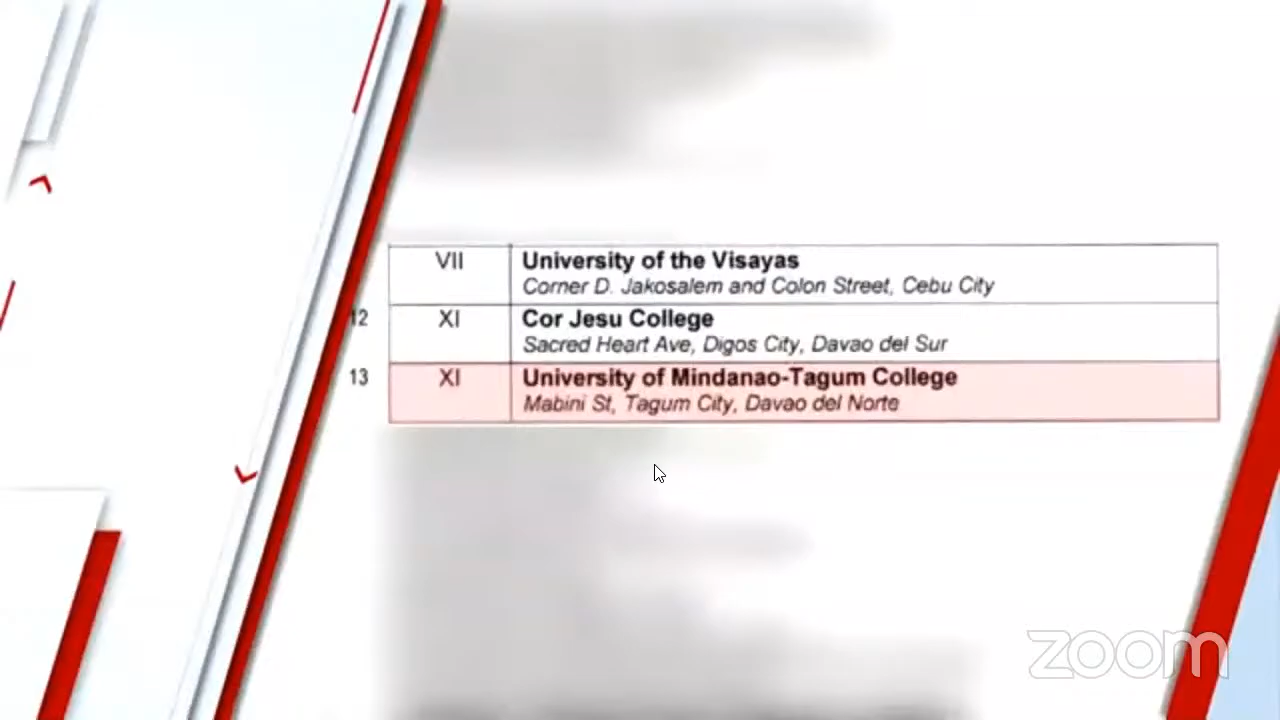 VII University of the Visayas
Corner D. Jakosalem and Colon Street, Cebu City
12 XI Cor Jesu College
Sacred Heart Ave, Digos City, Davao del Sur
13 XI University of Mindanao-Tagum College
Mabini St, Tagum City, Davao del Norte
zoom